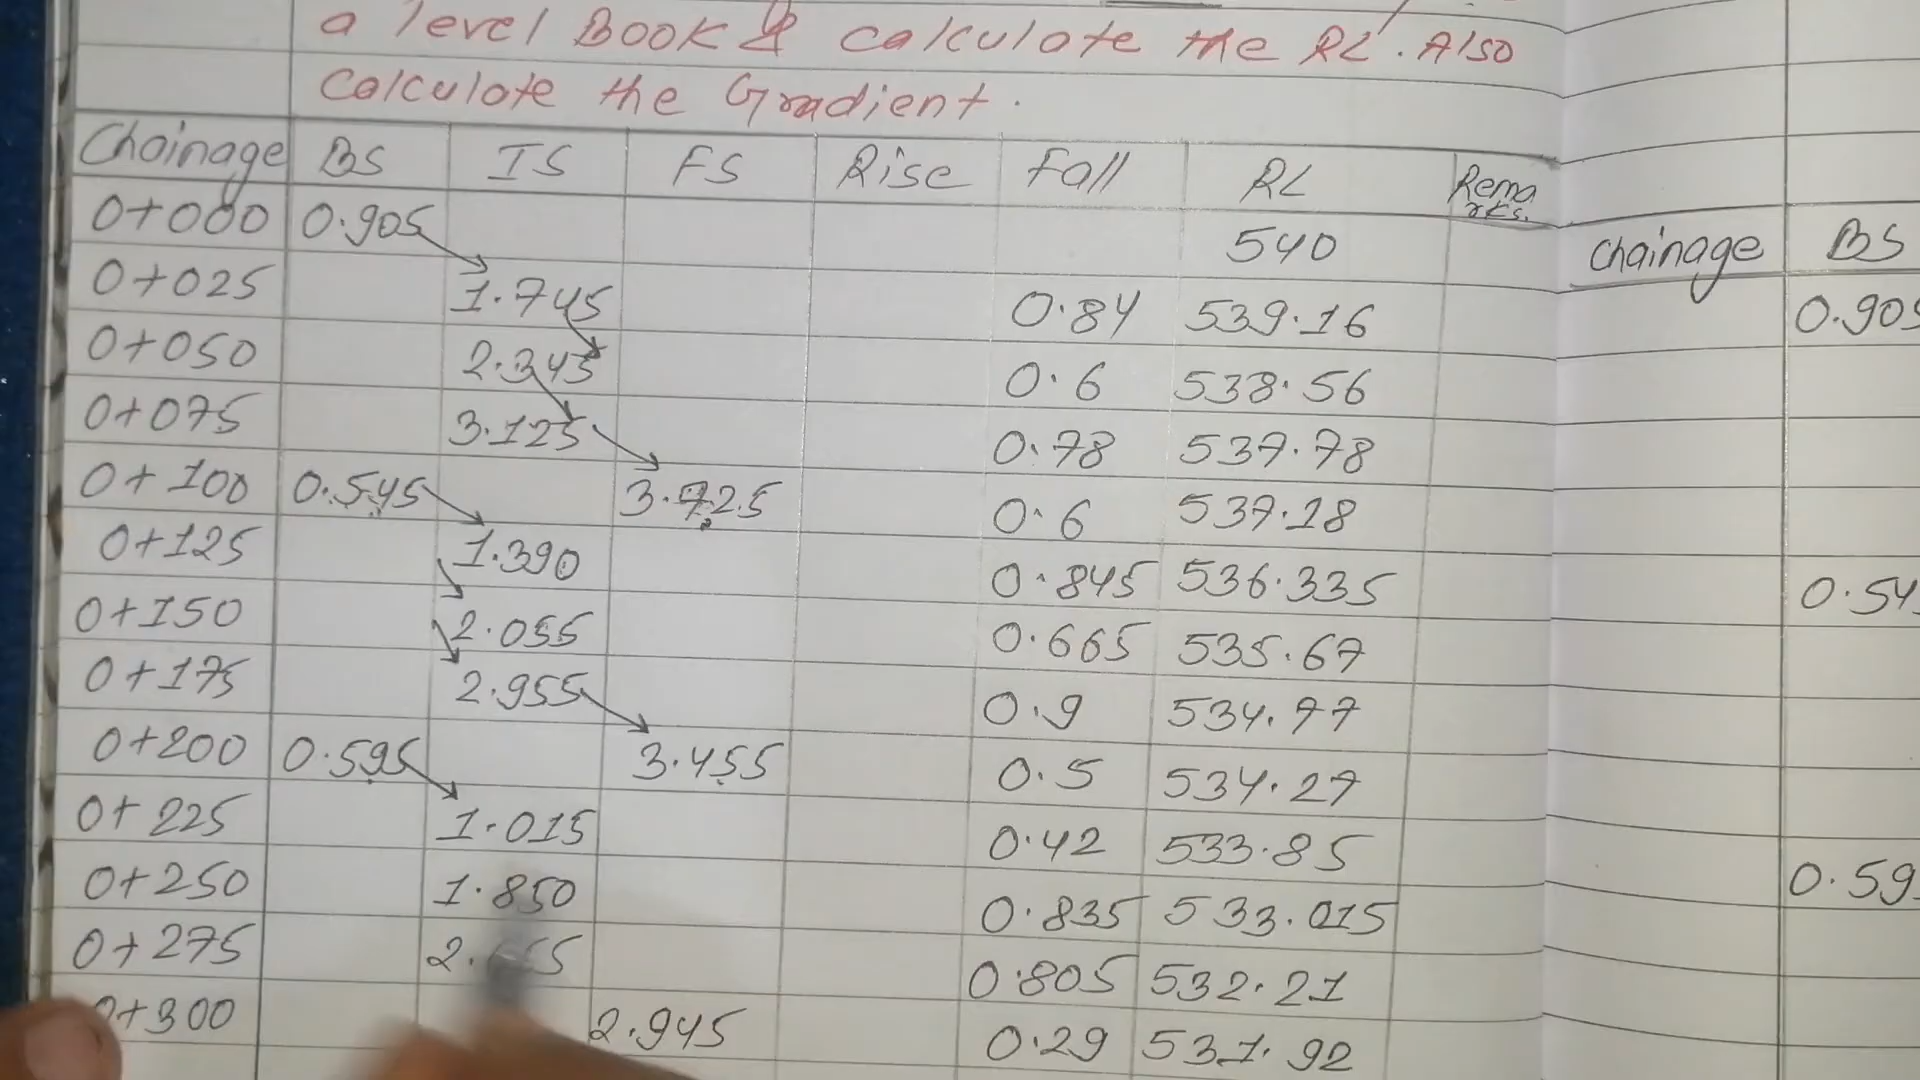 a level Book & calculate the RL. Also
Calculate the Gradient.
Chainage BS IS FS Rise Fall RL Remarks.
0+000 0.905 540
0+025 1.745 0.84 539.16
0+050 2.345 0.6 538.56
0+075 3.125 0.78 537.78
0+100 0.545 3.725 0.6 537.18
0+125 1.390 0.845 536.335
0+150 2.055 0.665 535.67
0+175 2.955 0.9 534.77
0+200 0.595 3.455 0.5 534.27
0+225 1.015 0.42 533.85
0+250 1.850 0.835 533.015
0+275 0.805 532.21
0+300 2.945 0.29 531.92
Chainage BS
0.905
0.54
0.59